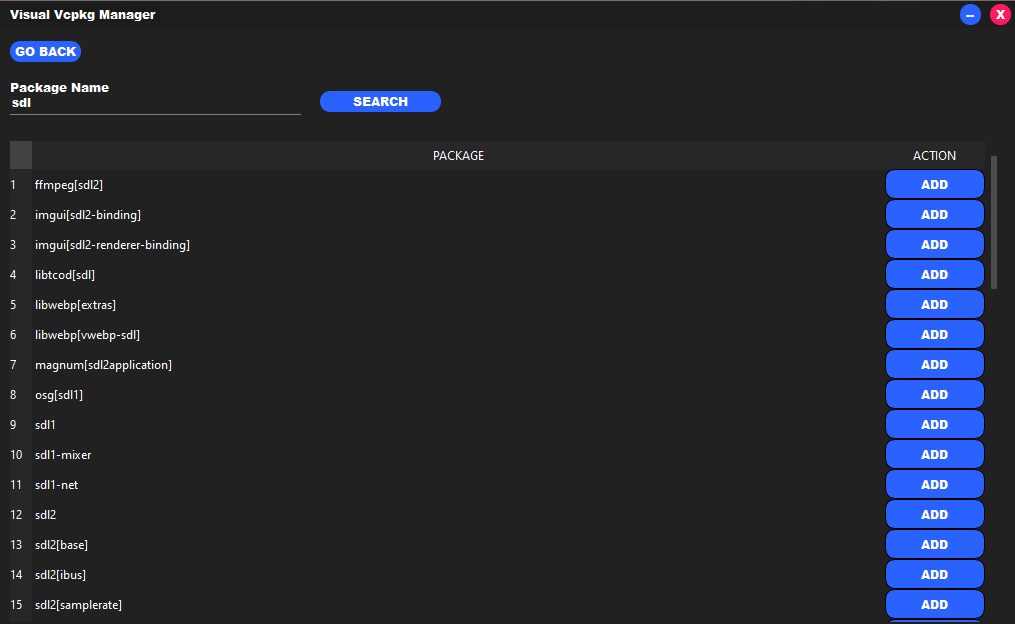 Visual Vcpkg Manager – X
GO BACK
Package Name
sdl SEARCH
PACKAGE ACTION
1 ffmpeg[sdl2] ADD
2 imgui[sdl2-binding] ADD
3 imgui[sdl2-renderer-binding] ADD
4 libtcod[sdl] ADD
5 libwebp[extras] ADD
6 libwebp[vwebp-sdl] ADD
7 magnum[sdl2application] ADD
8 osg[sdl1] ADD
9 sdl1 ADD
10 sdl1-mixer ADD
11 sdl1-net ADD
12 sdl2 ADD
13 sdl2[base] ADD
14 sdl2[ibus] ADD
15 sdl2[samplerate] ADD